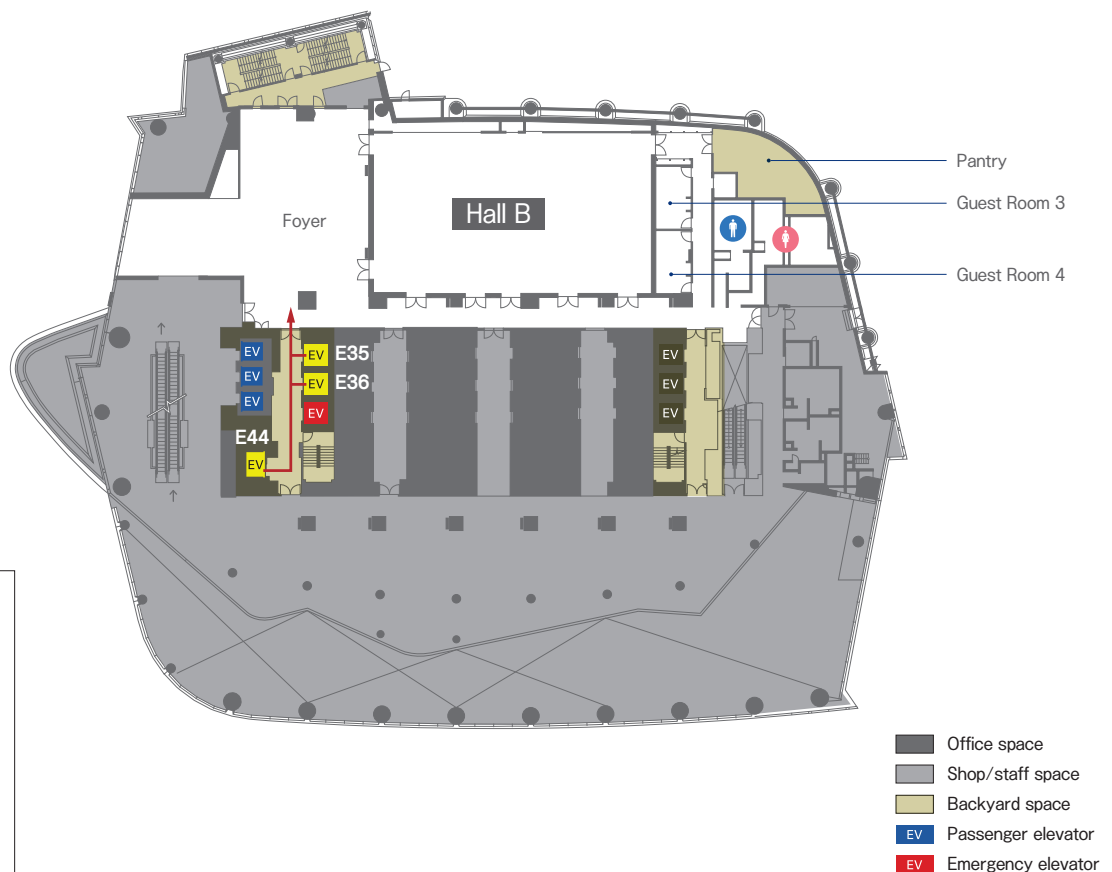 Pantry
Guest Room 3
Hall B
Foyer
Guest Room 4
EV
EV
E35
EV
EV
EV
E36
EV
EV
EV
EV
E44
EV
Office space
Shop/staff space
Backyard space
EV Passenger elevator
EV Emergency elevator